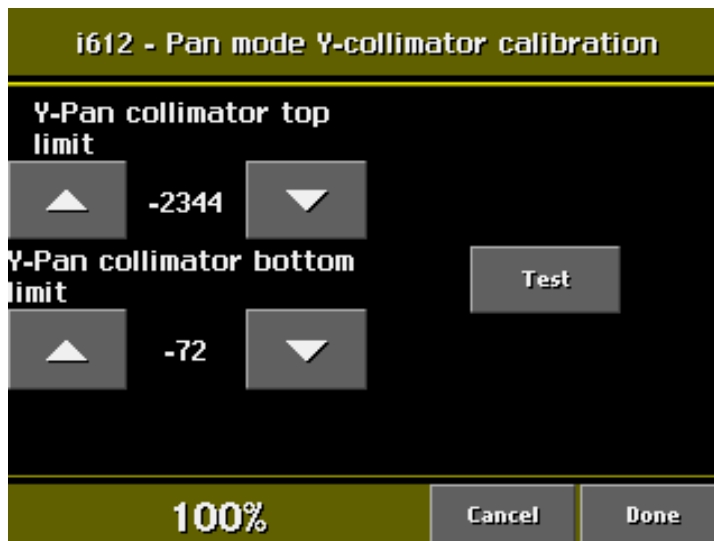 i612 - Pan mode Y-collimator calibration
Y-Pan collimator top
limit
-2344
Y-Pan collimator bottom
limit
Test
-72
100%
Cancel
Done